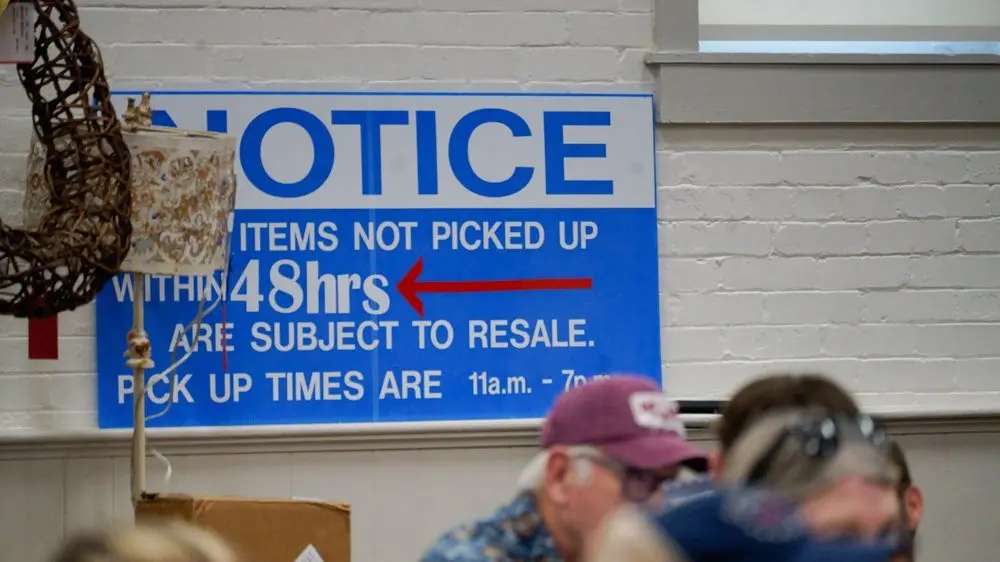 NOTICE
ITEMS NOT PICKED UP
WITHIN 48hrs
ARE SUBJECT TO RESALE.
PICK UP TIMES ARE 11a.m. - 7p.m.